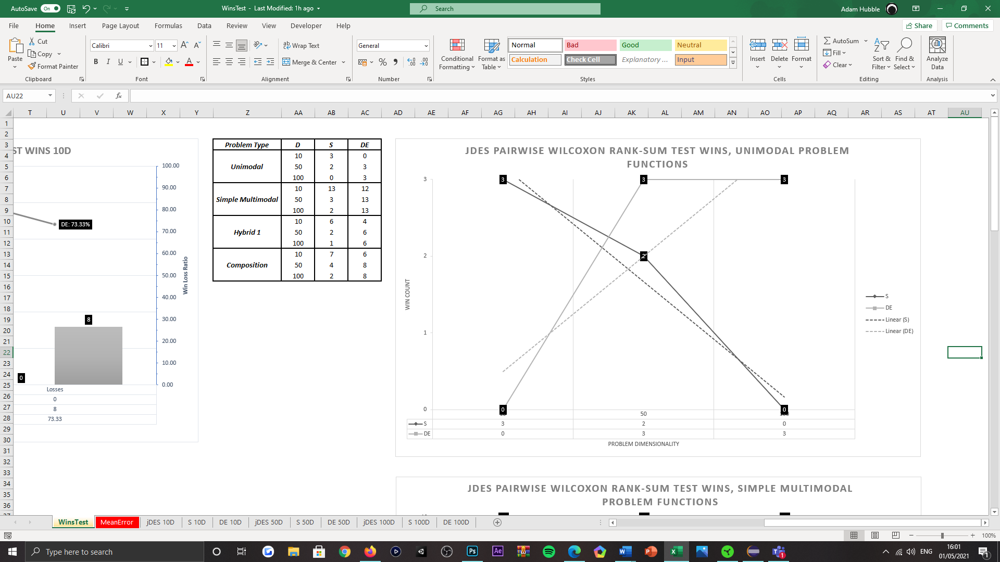 AutoSave On WinsTest - Last Modified: 1h ago Search Adam Hubble
File Home Insert Page Layout Formulas Data Review View Developer Help Share Comments
Paste Cut Copy Format Painter Clipboard
Calibri 11 A A B I U A Font
Wrap Text Merge & Center Alignment
General % Number
Conditional Formatting Format as Table
Normal Bad Good Neutral
Calculation Check Cell Explanatory ... Input
Styles
Insert Delete Format Cells
AutoSum Fill Clear Sort & Filter Find & Select Editing
Analyze Data Analysis
AU22 fx
T U V W X Y Z AA AB AC AD AE AF AG AH AI AJ AK AL AM AN AO AP AQ AR AS AT AU
1
2
3
4
5
6
7
8
9
10
11
12
13
14
15
16
17
18
19
20
21
22
23
24
25
26
27
28
29
30
31
32
33
34
35
36
ST WINS 10D
100.00
90.00
80.00
70.00
60.00
50.00
40.00
30.00
20.00
10.00
0.00
Win Loss Ratio
DE: 73.33%
8
0
Losses
0
8
73.33
Problem Type D S DE
Unimodal
10 3 0
50 2 3
100 0 3
Simple Multimodal
10 13 12
50 3 13
100 2 13
Hybrid 1
10 6 4
50 2 6
100 1 6
Composition
10 7 6
50 4 8
100 2 8
JDES PAIRWISE WILCOXON RANK-SUM TEST WINS, UNIMODAL PROBLEM
FUNCTIONS
3
2
1
0
WIN COUNT
3 3 3
2
0 0
S
DE
Linear (S)
Linear (DE)
50
S 3 2 0
DE 0 3 3
PROBLEM DIMENSIONALITY
JDES PAIRWISE WILCOXON RANK-SUM TEST WINS, SIMPLE MULTIMODAL
PROBLEM FUNCTIONS
WinsTest MeanError jDES 10D S 10D DE 10D jDES 50D S 50D DE 50D jDES 100D S 100D DE 100D
100%
Type here to search Ps Ae ENG 16:01
01/05/2021